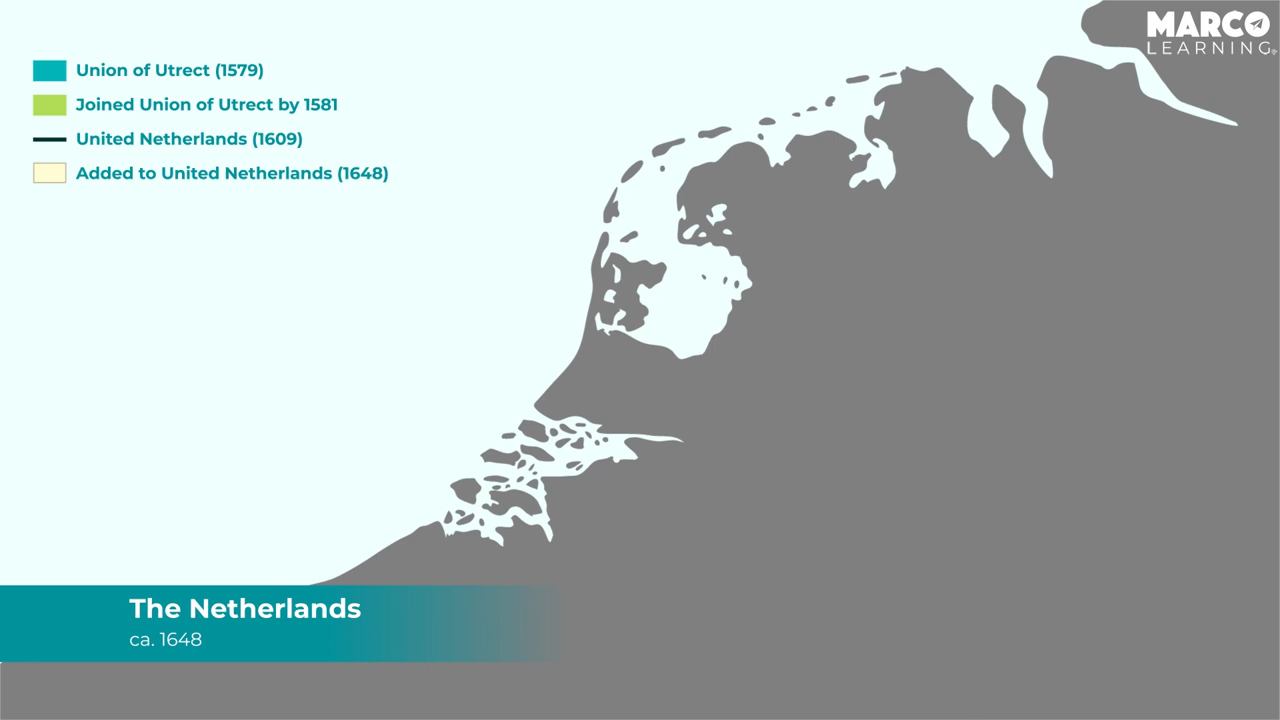 MARCO
LEARNING
Union of Utrect (1579)
Joined Union of Utrect by 1581
United Netherlands (1609)
Added to United Netherlands (1648)
The Netherlands
ca. 1648